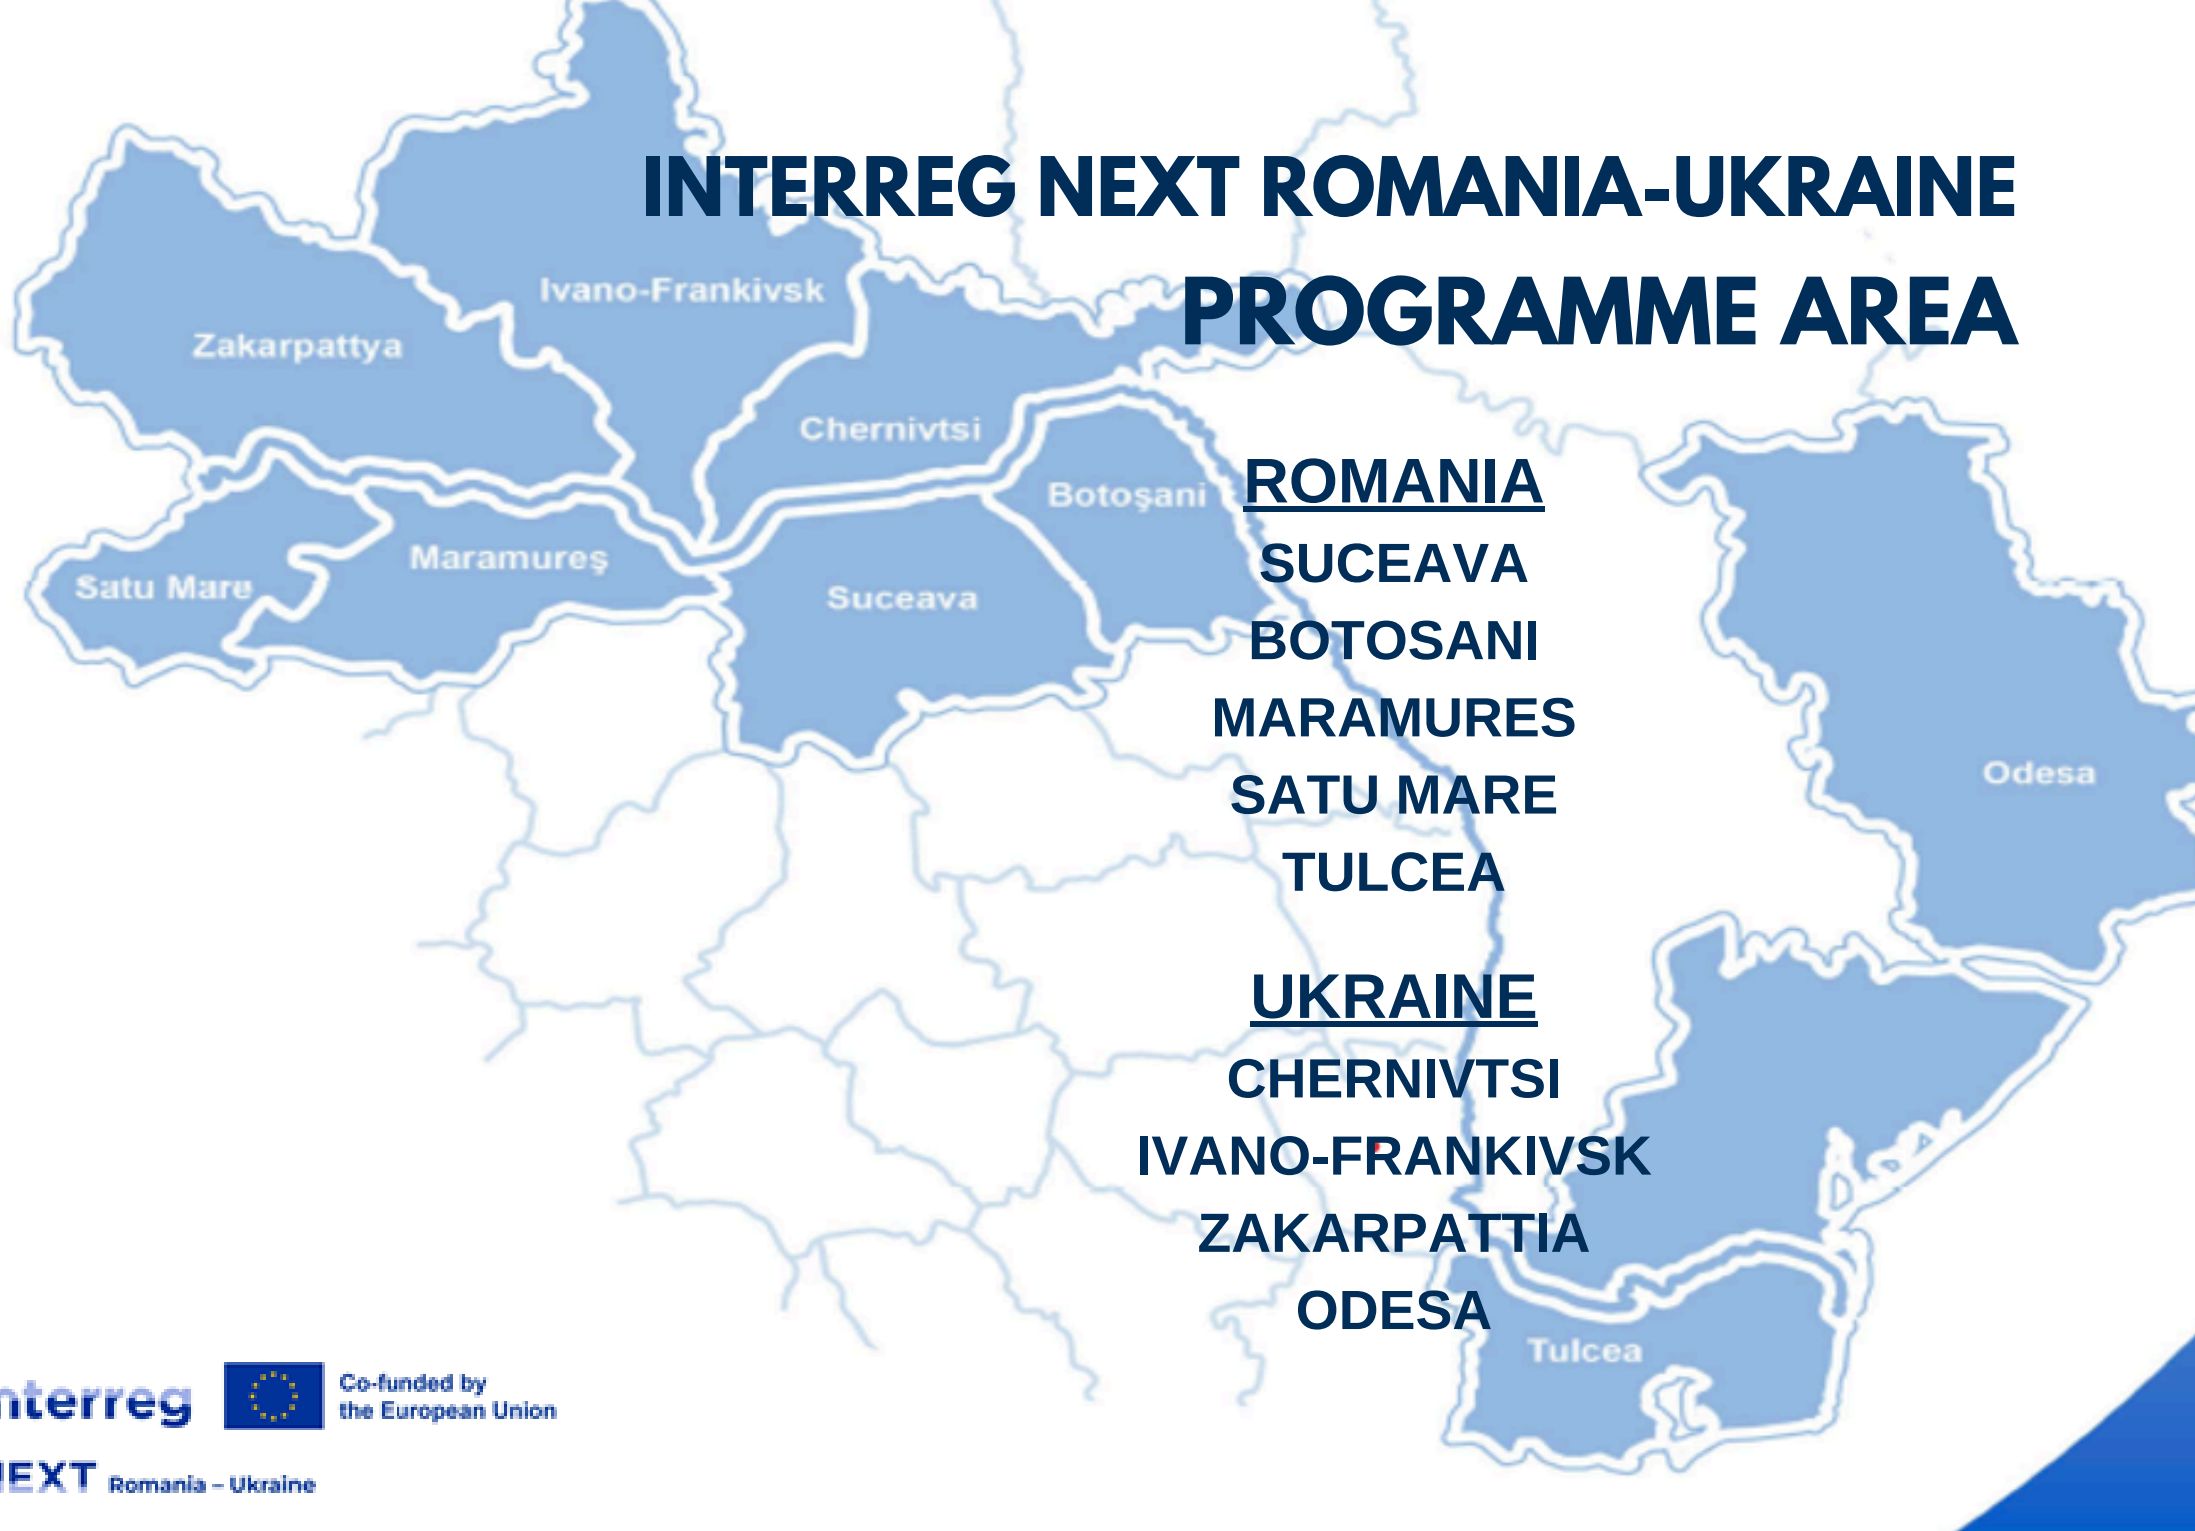 INTERREG NEXT ROMANIA-UKRAINE
PROGRAMME AREA
Ivano-Frankivsk
Zakarpattya
Chernivtsi
Botoşani
Maramureş
Satu Mare
Suceava
Odesa
Tulcea
ROMANIA
SUCEAVA
BOTOSANI
MARAMURES
SATU MARE
TULCEA
UKRAINE
CHERNIVTSI
IVANO-FRANKIVSK
ZAKARPATTIA
ODESA
nterreg
Co-funded by
the European Union
NEXT Romania – Ukraine